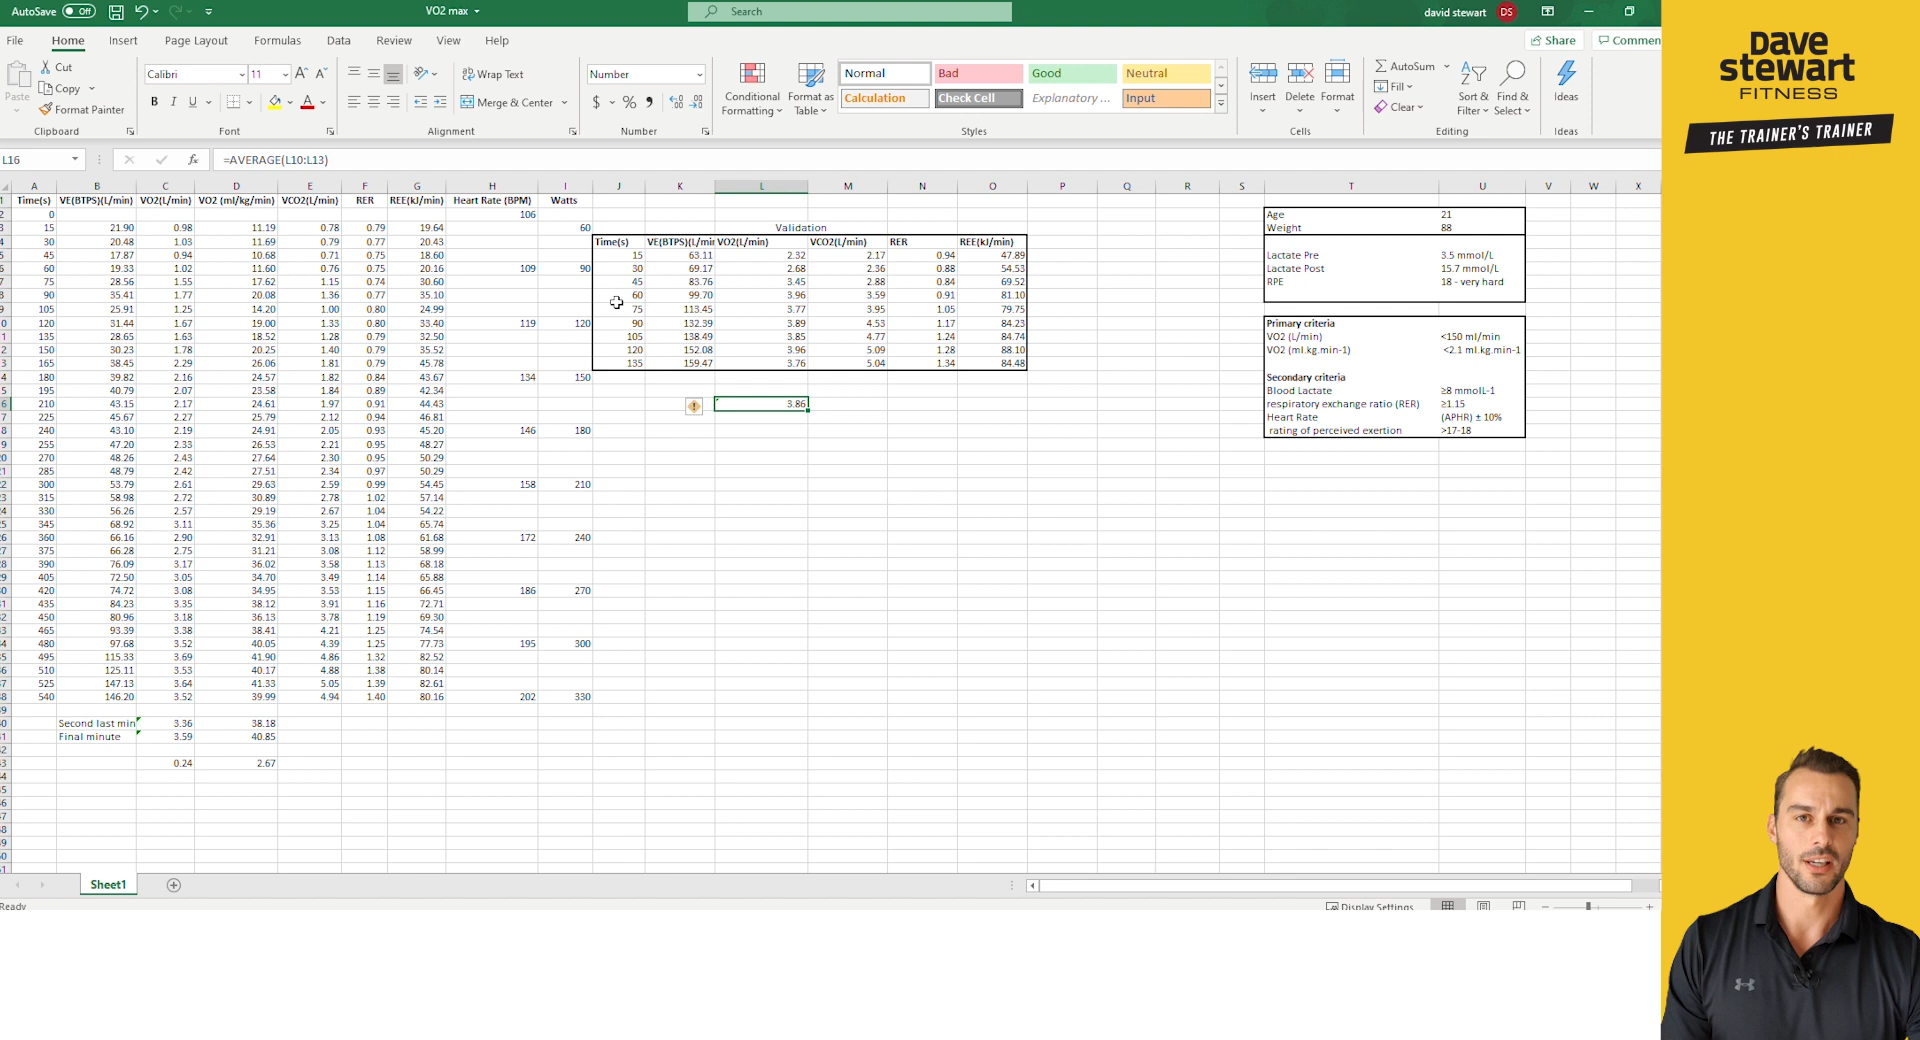 AutoSave Off VO2 max Search david stewart DS
File Home Insert Page Layout Formulas Data Review View Help Share Commen
Paste Cut Copy Format Painter Calibri 11 Wrap Text Merge & Center Number Conditional Formatting Format as Table Normal Bad Good Neutral Calculation Check Cell Explanatory ... Input Insert Delete Format AutoSum Fill Clear Sort & Filter Find & Select Ideas
Clipboard Font Alignment Number Styles Cells Editing Ideas
L16 fx =AVERAGE(L10:L13)
A B C D E F G H I J K L M N O P Q R S T U V W X
Time(s) VE(BTPS)(L/min) VO2(L/min) VO2 (ml/kg/min) VCO2(L/min) RER REE(kJ/min) Heart Rate (BPM) Watts
0 106
15 21.90 0.98 11.19 0.78 0.79 19.64 60
30 20.48 1.03 11.69 0.79 0.77 20.43
45 17.87 0.94 10.68 0.71 0.75 18.60
60 19.33 1.02 11.60 0.76 0.75 20.16 109 90
75 28.56 1.55 17.62 1.15 0.74 30.60
90 35.41 1.77 20.08 1.36 0.77 35.10
105 25.91 1.25 14.20 1.00 0.80 24.99
120 31.44 1.67 19.00 1.33 0.80 33.40 119 120
135 28.65 1.63 18.52 1.28 0.79 32.50
150 30.23 1.78 20.25 1.40 0.79 35.52
165 38.45 2.29 26.06 1.81 0.79 45.78
180 39.82 2.16 24.57 1.82 0.84 43.67 134 150
195 40.79 2.07 23.58 1.84 0.89 42.34
210 43.15 2.17 24.61 1.97 0.91 44.43
225 45.67 2.27 25.79 2.12 0.94 46.81
240 43.10 2.19 24.91 2.05 0.93 45.20 146 180
255 47.20 2.33 26.53 2.21 0.95 48.27
270 48.26 2.43 27.64 2.30 0.95 50.29
285 48.79 2.42 27.51 2.34 0.97 50.29
300 53.79 2.61 29.63 2.59 0.99 54.45 158 210
315 58.98 2.72 30.89 2.78 1.02 57.14
330 56.26 2.57 29.19 2.67 1.04 54.22
345 68.92 3.11 35.36 3.25 1.04 65.74
360 66.16 2.90 32.91 3.13 1.08 61.68 172 240
375 66.28 2.75 31.21 3.08 1.12 58.99
390 76.09 3.17 36.02 3.58 1.13 68.18
405 72.50 3.05 34.70 3.49 1.14 65.88
420 74.72 3.08 34.95 3.53 1.15 66.45 186 270
435 84.23 3.35 38.12 3.91 1.16 72.71
450 80.96 3.18 36.13 3.78 1.19 69.30
465 93.39 3.38 38.41 4.21 1.25 74.54
480 97.68 3.52 40.05 4.39 1.25 77.73 195 300
495 115.33 3.69 41.90 4.86 1.32 82.52
510 125.11 3.53 40.17 4.88 1.38 80.14
525 147.13 3.64 41.33 5.05 1.39 82.61
540 146.20 3.52 39.99 4.94 1.40 80.16 202 330
Second last min 3.36 38.18
Final minute 3.59 40.85
0.24 2.67
Validation
Time(s) VE(BTPS)(L/min VO2(L/min) VCO2(L/min) RER REE(kJ/min)
15 63.11 2.32 2.17 0.94 47.89
30 69.17 2.68 2.36 0.88 54.53
45 83.76 3.45 2.88 0.84 69.52
60 99.70 3.96 3.59 0.91 81.10
75 113.45 3.77 3.95 1.05 79.75
90 132.39 3.89 4.53 1.17 84.23
105 138.49 3.85 4.77 1.24 84.74
120 152.08 3.96 5.09 1.28 88.10
135 159.47 3.76 5.04 1.34 84.48
3.86
Age 21
Weight 88
Lactate Pre 3.5 mmol/L
Lactate Post 15.7 mmol/L
RPE 18 - very hard
Primary criteria
VO2 (L/min) <150 ml/min
VO2 (ml.kg.min-1) <2.1 ml.kg.min-1
Secondary criteria
Blood Lactate ≥8 mmolL-1
respiratory exchange ratio (RER) ≥1.15
Heart Rate (APHR) ± 10%
rating of perceived exertion >17-18
Sheet1
Ready Display Settings
Dave
stewart
FITNESS
THE TRAINER'S TRAINER